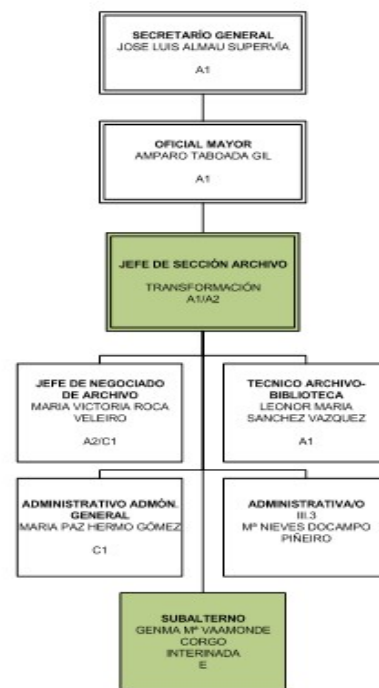 SECRETARÍO GENERAL
JOSE LUIS ALMAU SUPERVÍA
A1
OFICIAL MAYOR
AMPARO TABOADA GIL
A1
JEFE DE SECCIÓN ARCHIVO
TRANSFORMACIÓN
A1/A2
JEFE DE NEGOCIADO
DE ARCHIVO
MARIA VICTORIA ROCA
VELEIRO
A2/C1
TECNICO ARCHIVO-
BIBLIOTECA
LEONOR MARIA
SANCHEZ VAZQUEZ
A1
ADMINISTRATIVO ADMÓN.
GENERAL
MARIA PAZ HERMO GÓMEZ
C1
ADMINISTRATIVA/O
III.3
Mª NIEVES DOCAMPO
PIÑEIRO
SUBALTERNO
GENMA Mª VAAMONDE
CORGO
INTERINADA
E